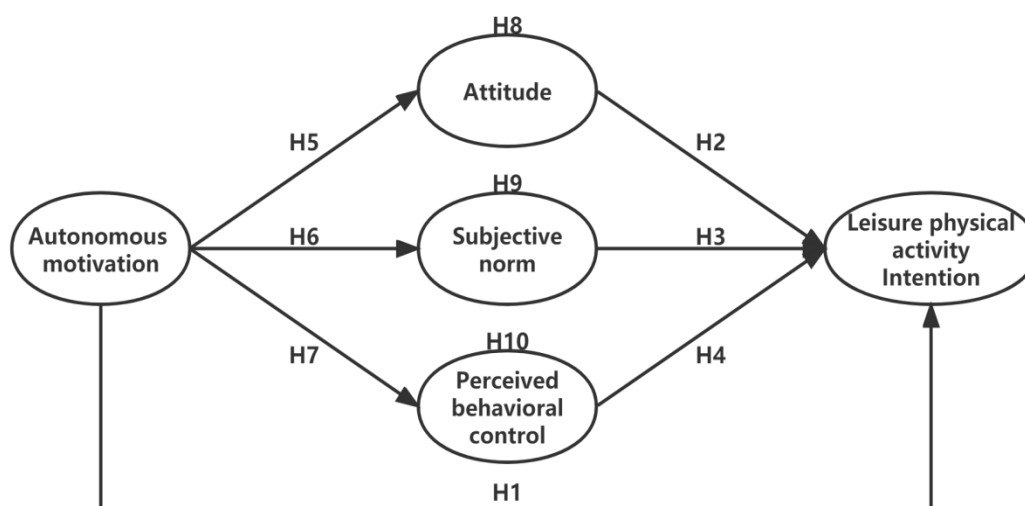 H8
Attitude
H5
H2
H9
Autonomous
motivation
H6
Subjective
norm
H3
Leisure physical
activity
Intention
H10
H7
Perceived
behavioral
control
H4
H1